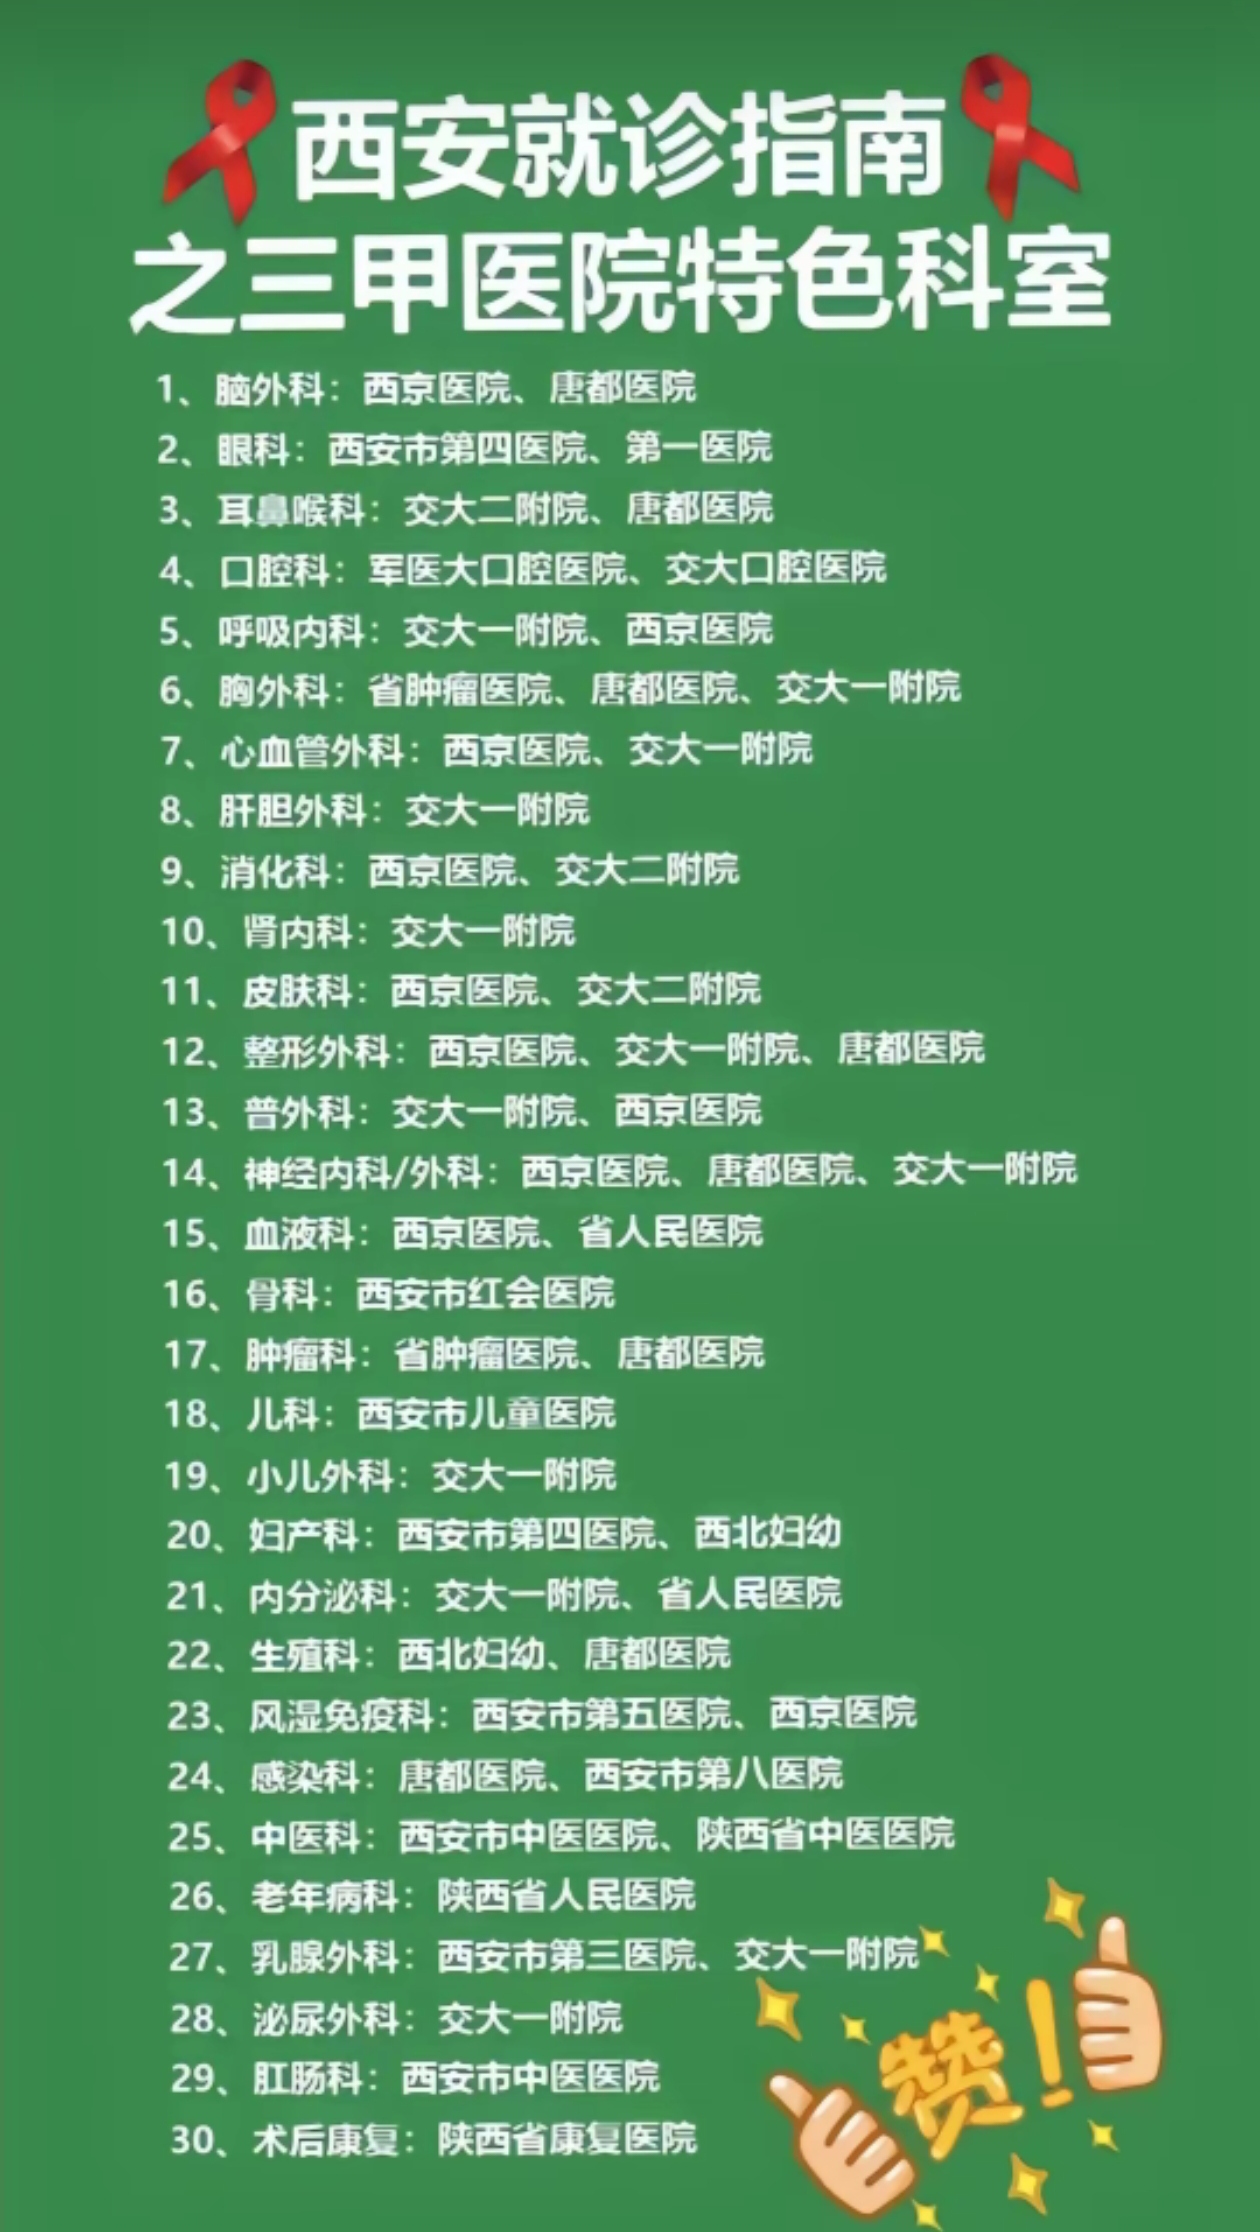 西安就诊指南
之三甲医院特色科室
1、脑外科：西京医院、唐都医院
2、眼科：西安市第四医院、第一医院
3、耳鼻喉科：交大二附院、唐都医院
4、口腔科：军医大口腔医院、交大口腔医院
5、呼吸内科：交大一附院、西京医院
6、胸外科：省肿瘤医院、唐都医院、交大一附院
7、心血管外科：西京医院、交大一附院
8、肝胆外科：交大一附院
9、消化科：西京医院、交大二附院
10、肾内科：交大一附院
11、皮肤科：西京医院、交大二附院
12、整形外科：西京医院、交大一附院、唐都医院
13、普外科：交大一附院、西京医院
14、神经内科/外科：西京医院、唐都医院、交大一附院
15、血液科：西京医院、省人民医院
16、骨科：西安市红会医院
17、肿瘤科：省肿瘤医院、唐都医院
18、儿科：西安市儿童医院
19、小儿外科：交大一附院
20、妇产科：西安市第四医院、西北妇幼
21、内分泌科：交大一附院、省人民医院
22、生殖科：西北妇幼、唐都医院
23、风湿免疫科：西安市第五医院、西京医院
24、感染科：唐都医院、西安市第八医院
25、中医科：西安市中医医院、陕西省中医医院
26、老年病科：陕西省人民医院
27、乳腺外科：西安市第三医院、交大一附院
28、泌尿外科：交大一附院
29、肛肠科：西安市中医医院
30、术后康复：陕西省康复医院
赞！